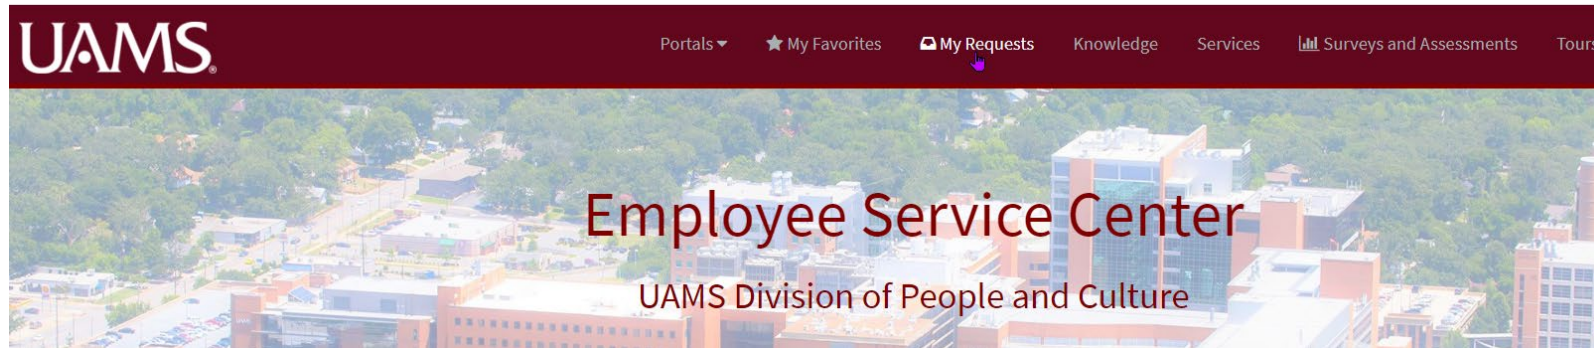 UAMS®
Portals My Favorites My Requests Knowledge Services Surveys and Assessments Tours
Employee Service Center
UAMS Division of People and Culture